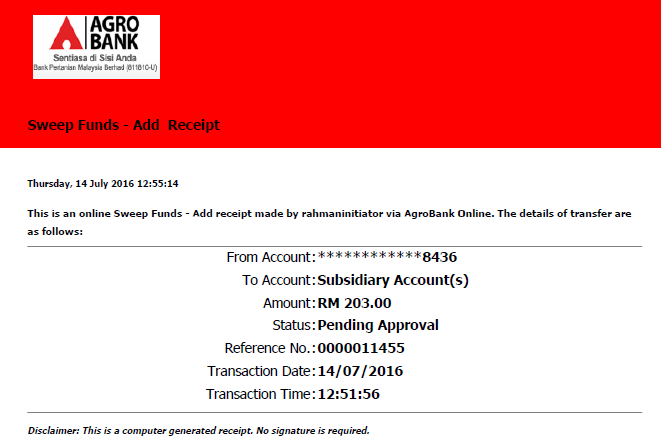 AGRO
BANK
Sentiasa di Sisi Anda
Bank Pertanian Malaysia Berhad (811810-U)
Sweep Funds - Add Receipt
Thursday, 14 July 2016 12:55:14
This is an online Sweep Funds - Add receipt made by rahmaninitiator via AgroBank Online. The details of transfer are
as follows:
From Account:************8436
To Account:Subsidiary Account(s)
Amount:RM 203.00
Status:Pending Approval
Reference No.:0000011455
Transaction Date:14/07/2016
Transaction Time:12:51:56
Disclaimer: This is a computer generated receipt. No signature is required.